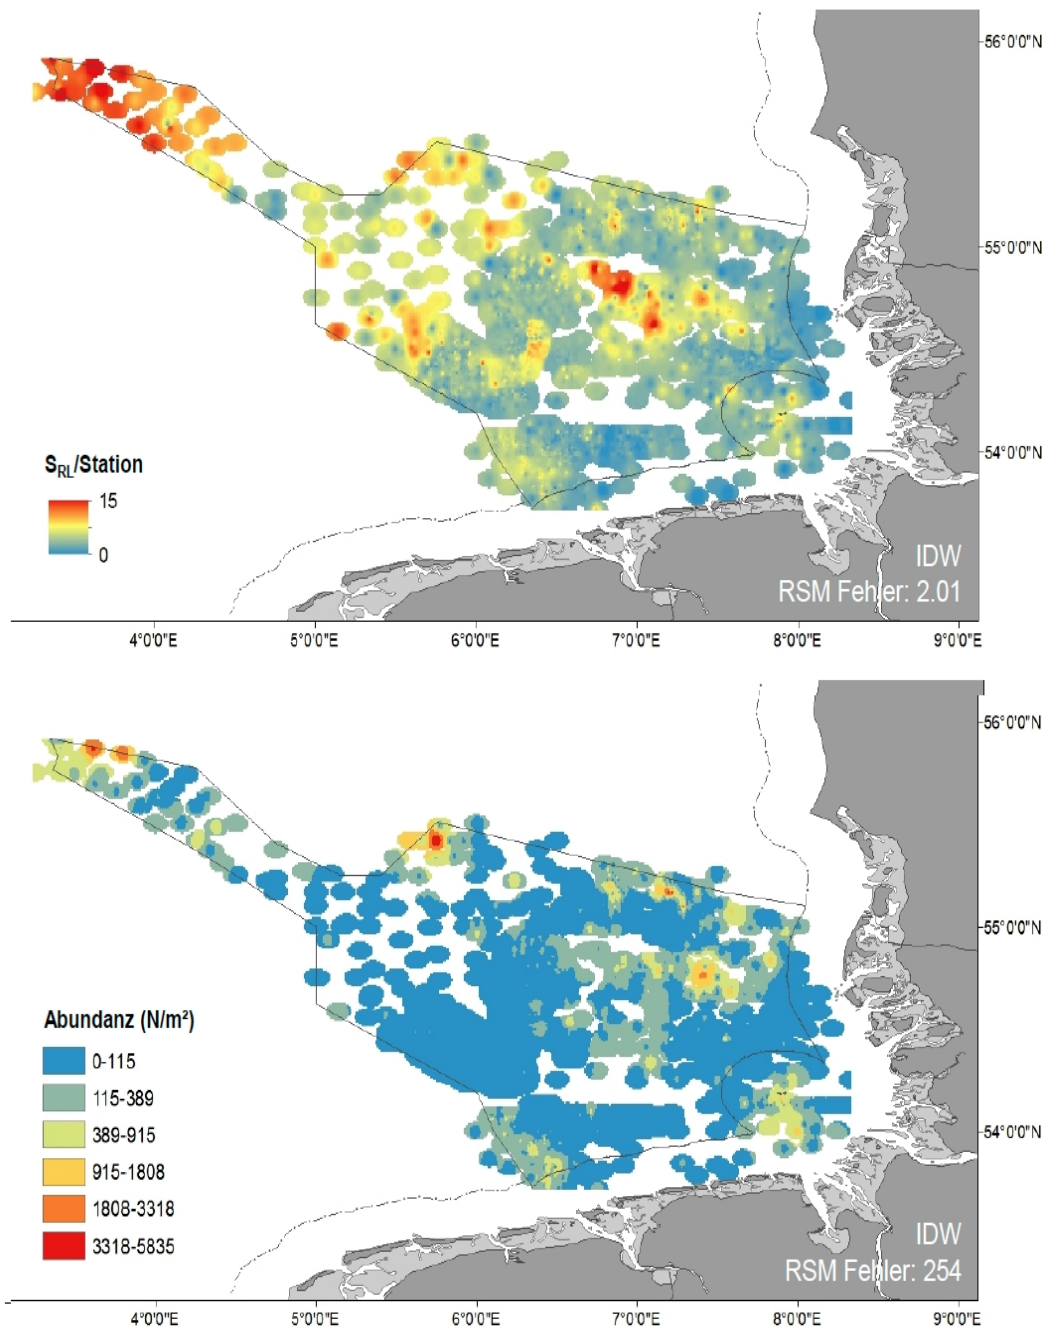 56°0'0"N
55°0'0"N
S_RL/Station
15
0
54°0'0"N
IDW
RSM Fehler: 2.01
4°0'0"E
5°0'0"E
6°0'0"E
7°0'0"E
8°0'0"E
9°0'0"E
56°0'0"N
55°0'0"N
Abundanz (N/m²)
0-115
115-389
389-915
915-1808
1808-3318
3318-5835
54°0'0"N
IDW
RSM Fehler: 254
4°0'0"E
5°0'0"E
6°0'0"E
7°0'0"E
8°0'0"E
9°0'0"E